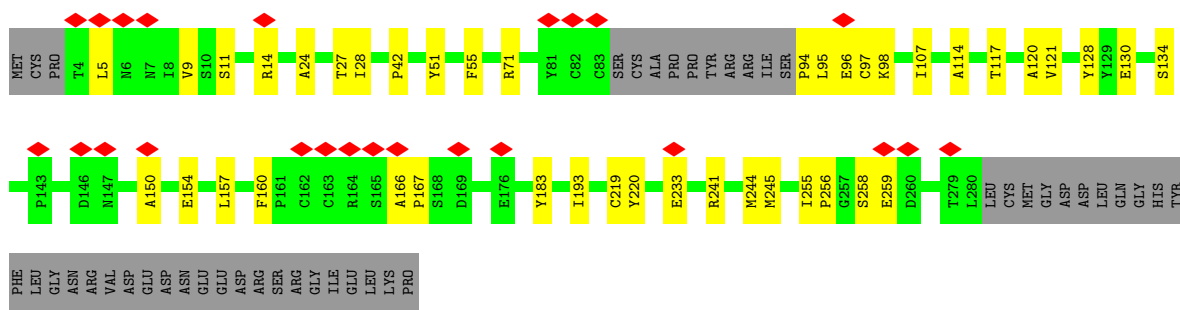 MET CYS PRO T4 L5 N6 N7 I8 V9 S10 S11 R14 A24 T27 I28 P42 Y51 F55 R71 Y81 C82 C83 SER CYS ALA PRO PRO TYR ARG ARG ILE SER P94 L95 E96 C97 K98 I107 A114 T117 A120 V121 Y128 Y129 E130 S134
P143 D146 N147 A150 E154 L157 F160 P161 C162 C163 R164 S165 A166 P167 S168 D169 E176 Y183 I193 C219 Y220 E233 R241 M244 M245 I255 P256 G257 S258 E259 D260 T279 L280 LEU CYS MET GLY ASP ASP LEU GLN GLY HIS TYR
PHE LEU GLY ASN ARG VAL ASP GLU ASP ASN GLU GLU ASP ARG SER ARG GLY ILE GLU LEU LYS PRO